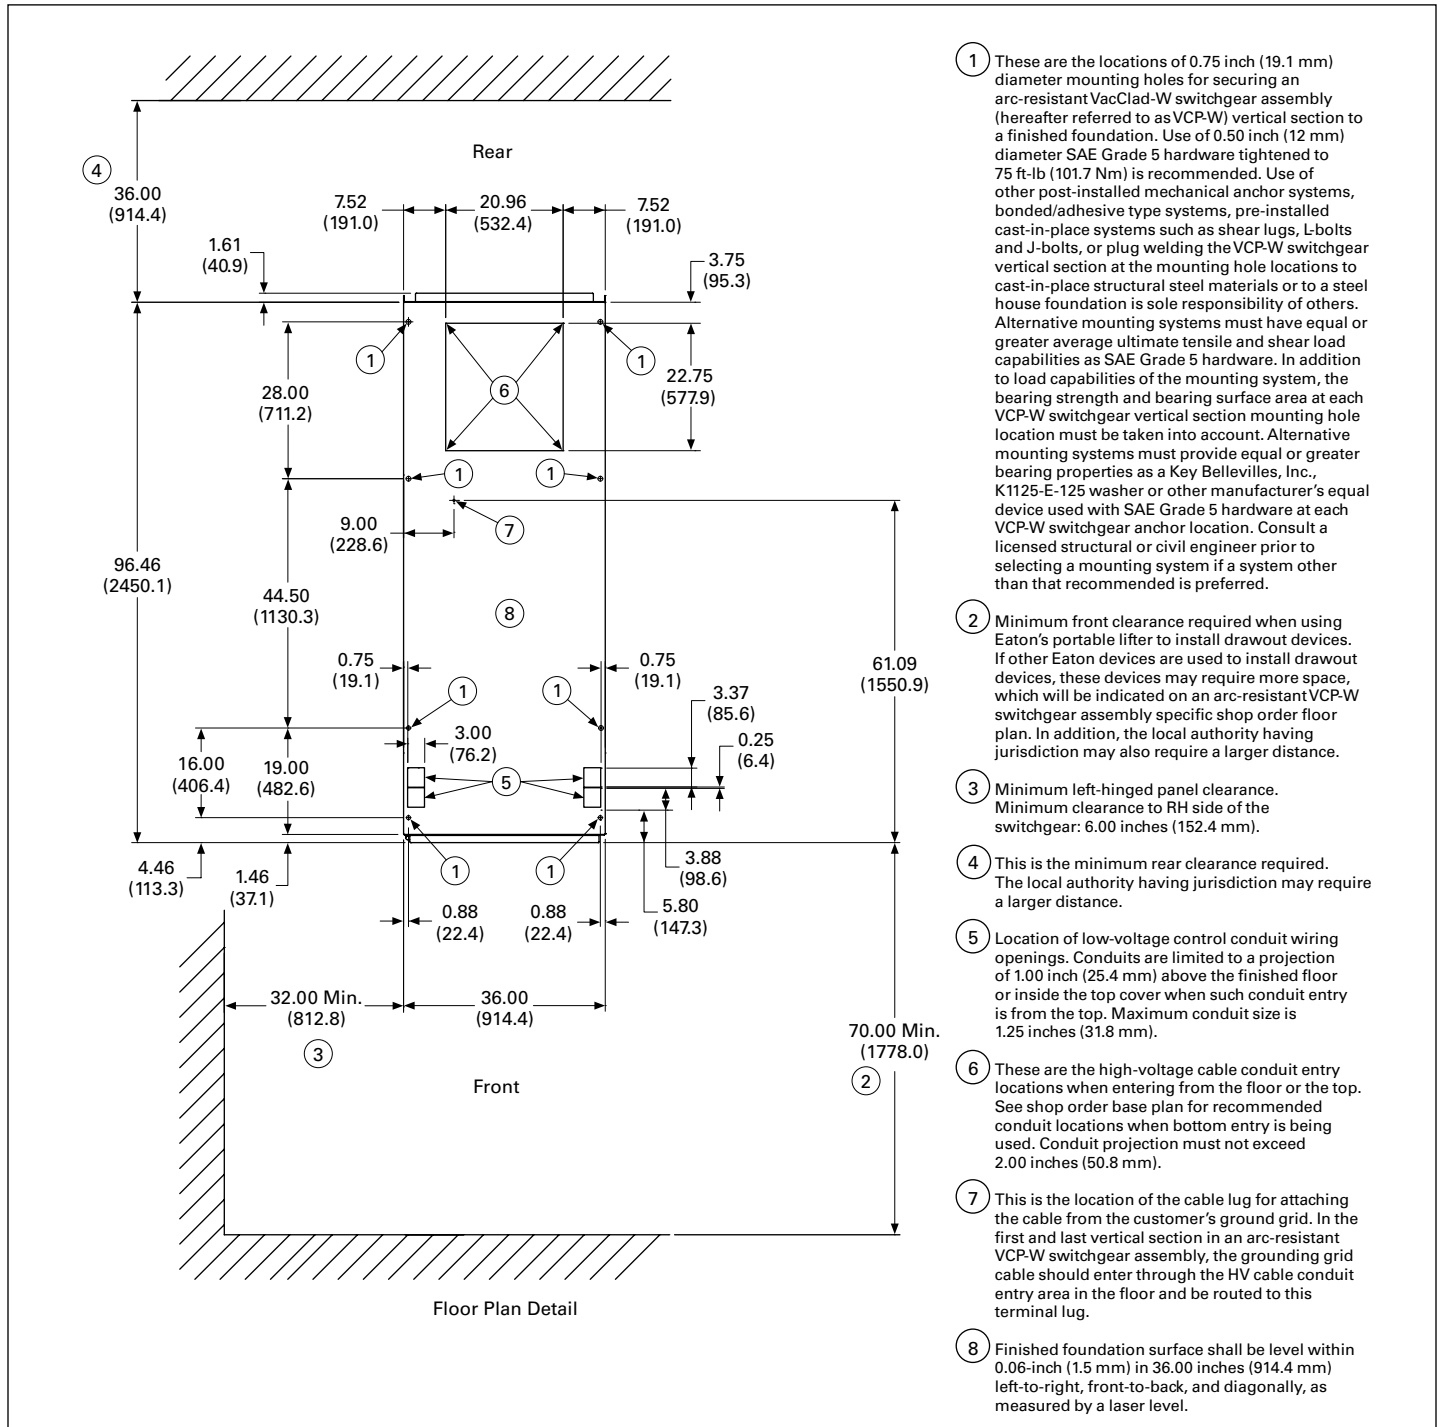 Rear
4
36.00
(914.4)
7.52
(191.0)
20.96
(532.4)
7.52
(191.0)
1.61
(40.9)
3.75
(95.3)
1
1
6
28.00
(711.2)
22.75
(577.9)
1
1
9.00
(228.6)
7
96.46
(2450.1)
44.50
(1130.3)
8
0.75
(19.1)
0.75
(19.1)
61.09
(1550.9)
1
1
3.37
(85.6)
3.00
(76.2)
0.25
(6.4)
16.00
(406.4)
19.00
(482.6)
5
4.46
(113.3)
1.46
(37.1)
1
1
3.88
(98.6)
0.88
(22.4)
0.88
(22.4)
5.80
(147.3)
32.00 Min.
(812.8)
3
36.00
(914.4)
70.00 Min.
(1778.0)
2
Front
Floor Plan Detail
1 These are the locations of 0.75 inch (19.1 mm)
diameter mounting holes for securing an
arc-resistant VacClad-W switchgear assembly
(hereafter referred to as VCP-W) vertical section to
a finished foundation. Use of 0.50 inch (12 mm)
diameter SAE Grade 5 hardware tightened to
75 ft-lb (101.7 Nm) is recommended. Use of
other post-installed mechanical anchor systems,
bonded/adhesive type systems, pre-installed
cast-in-place systems such as shear lugs, L-bolts
and J-bolts, or plug welding the VCP-W switchgear
vertical section at the mounting hole locations to
cast-in-place structural steel materials or to a steel
house foundation is sole responsibility of others.
Alternative mounting systems must have equal or
greater average ultimate tensile and shear load
capabilities as SAE Grade 5 hardware. In addition
to load capabilities of the mounting system, the
bearing strength and bearing surface area at each
VCP-W switchgear vertical section mounting hole
location must be taken into account. Alternative
mounting systems must provide equal or greater
bearing properties as a Key Bellevilles, Inc.,
K1125-E-125 washer or other manufacturer's equal
device used with SAE Grade 5 hardware at each
VCP-W switchgear anchor location. Consult a
licensed structural or civil engineer prior to
selecting a mounting system if a system other
than that recommended is preferred.
2 Minimum front clearance required when using
Eaton's portable lifter to install drawout devices.
If other Eaton devices are used to install drawout
devices, these devices may require more space,
which will be indicated on an arc-resistant VCP-W
switchgear assembly specific shop order floor
plan. In addition, the local authority having
jurisdiction may also require a larger distance.
3 Minimum left-hinged panel clearance.
Minimum clearance to RH side of the
switchgear: 6.00 inches (152.4 mm).
4 This is the minimum rear clearance required.
The local authority having jurisdiction may require
a larger distance.
5 Location of low-voltage control conduit wiring
openings. Conduits are limited to a projection
of 1.00 inch (25.4 mm) above the finished floor
or inside the top cover when such conduit entry
is from the top. Maximum conduit size is
1.25 inches (31.8 mm).
6 These are the high-voltage cable conduit entry
locations when entering from the floor or the top.
See shop order base plan for recommended
conduit locations when bottom entry is being
used. Conduit projection must not exceed
2.00 inches (50.8 mm).
7 This is the location of the cable lug for attaching
the cable from the customer's ground grid. In the
first and last vertical section in an arc-resistant
VCP-W switchgear assembly, the grounding grid
cable should enter through the HV cable conduit
entry area in the floor and be routed to this
terminal lug.
8 Finished foundation surface shall be level within
0.06-inch (1.5 mm) in 36.00 inches (914.4 mm)
left-to-right, front-to-back, and diagonally, as
measured by a laser level.